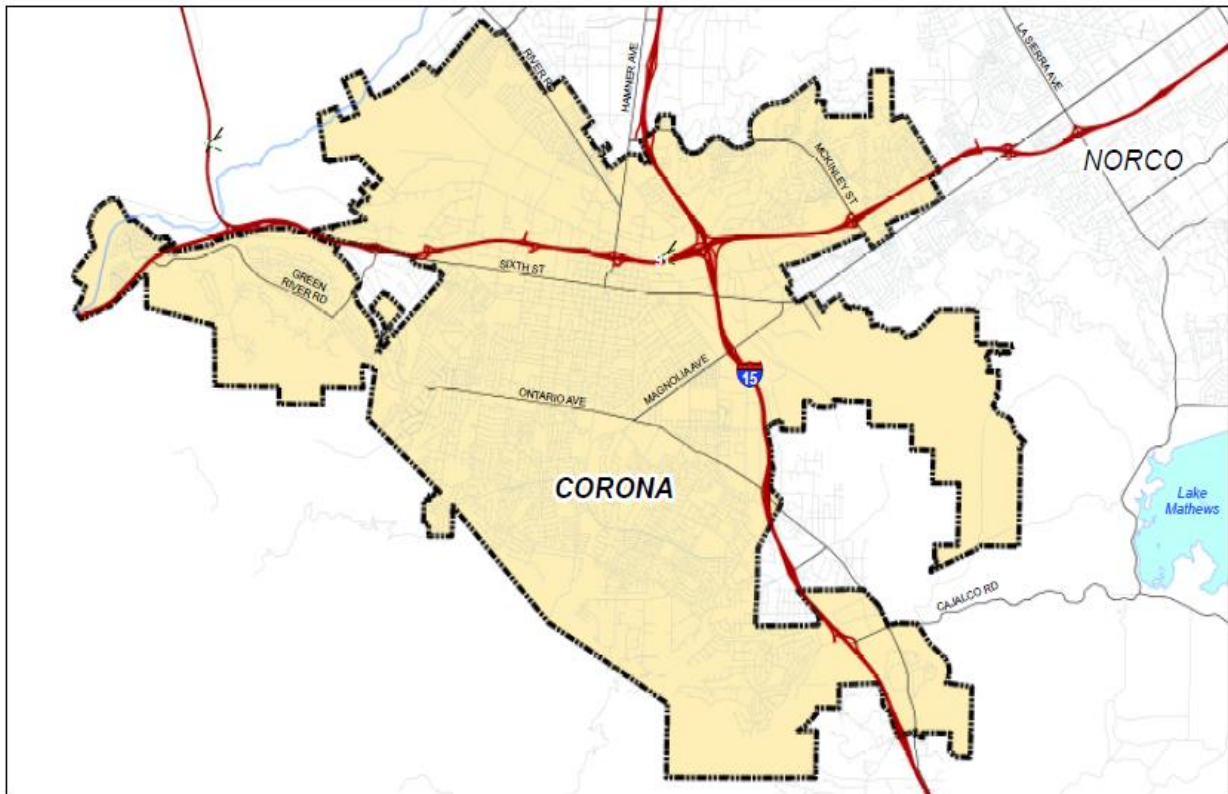 RIVER RD
HAMNER AVE
LA SIERRA AVE
MCKINLEY ST
NORCO
SIXTH ST
GREEN
RIVER RD
MAGNOLIA AVE
15
ONTARIO AVE
CORONA
Lake
Mathews
CAJALCO RD